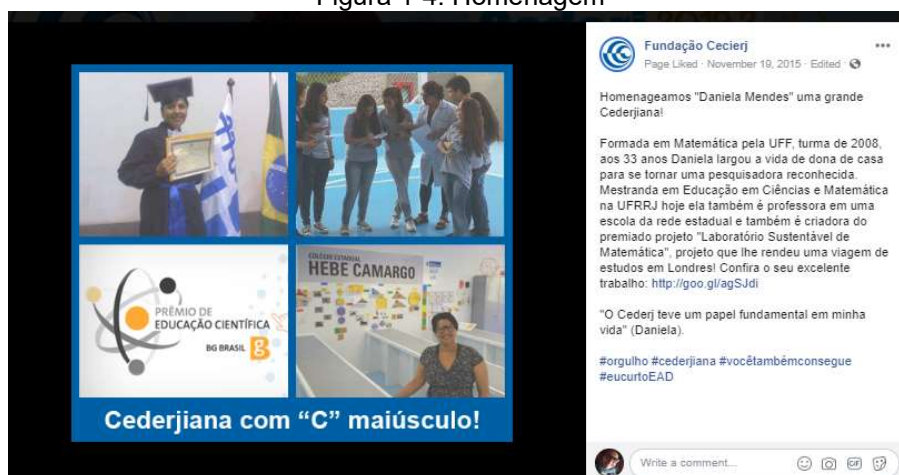 Figura 1-4: Homenagem
COLÉGIO ESTADUAL
HEBE CAMARGO
PRÊMIO DE
EDUCAÇÃO CIENTÍFICA
BG BRASIL
Cederjiana com “C” maiúsculo!
Fundação Cecierj
Page Liked · November 19, 2015 · Edited ·
Homenageamos "Daniela Mendes" uma grande
Cederjiana!
Formada em Matemática pela UFF, turma de 2008,
aos 33 anos Daniela largou a vida de dona de casa
para se tornar uma pesquisadora reconhecida.
Mestranda em Educação em Ciências e Matemática
na UFRRJ hoje ela também é professora em uma
escola da rede estadual e também é criadora do
premiado projeto "Laboratório Sustentável de
Matemática", projeto que lhe rendeu uma viagem de
estudos em Londres! Confira o seu excelente
trabalho: http://goo.gl/agSJdi
"O Cederj teve um papel fundamental em minha
vida" (Daniela).
#orgulho #cederjiana #vocêtambémconsegue
#eucurtoEAD
Write a comment...
GIF